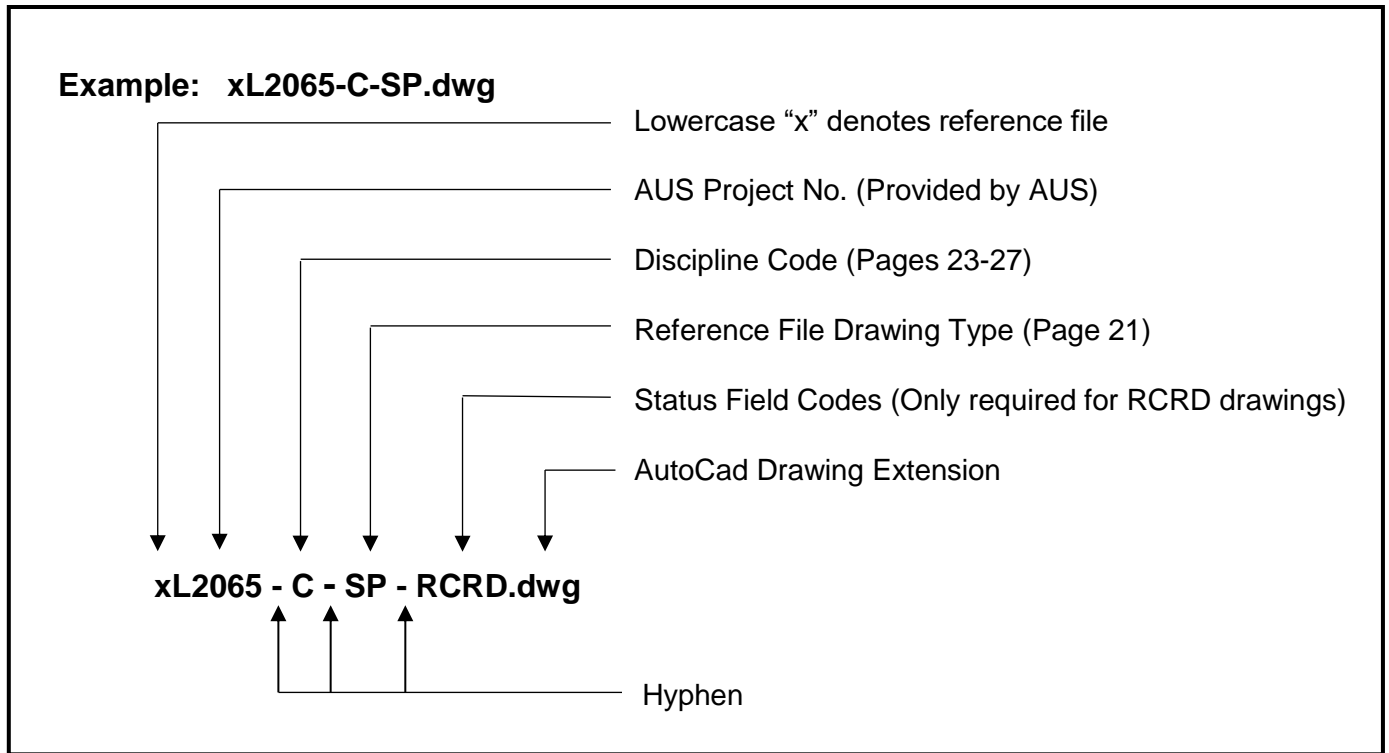 Example: xL2065-C-SP.dwg
Lowercase “x” denotes reference file
AUS Project No. (Provided by AUS)
Discipline Code (Pages 23-27)
Reference File Drawing Type (Page 21)
Status Field Codes (Only required for RCRD drawings)
AutoCad Drawing Extension
xL2065 - C - SP - RCRD.dwg
Hyphen